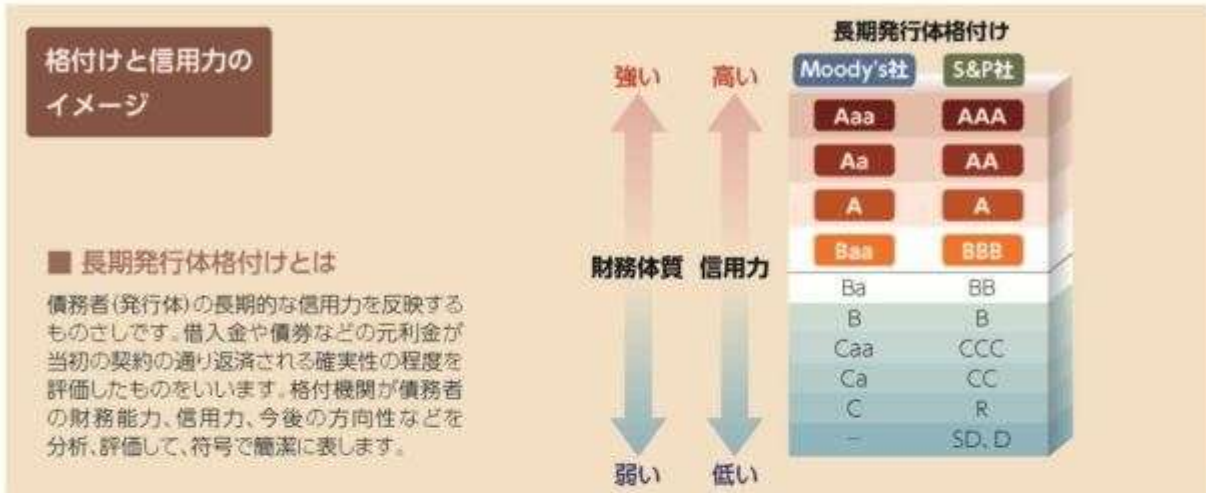 格付けと信用力の
イメージ
■ 長期発行体格付けとは
債務者(発行体)の長期的な信用力を反映する
ものさしです。借入金や債券などの元利金が
当初の契約の通り返済される確実性の程度を
評価したものをいいます。格付機関が債務者
の財務能力、信用力、今後の方向性などを
分析、評価して、符号で簡潔に表します。
長期発行体格付け
強い 高い Moody's社 S&P社
Aaa AAA
Aa AA
A A
Baa BBB
財務体質 信用力
Ba BB
B B
Caa CCC
Ca CC
C R
– SD、D
弱い 低い